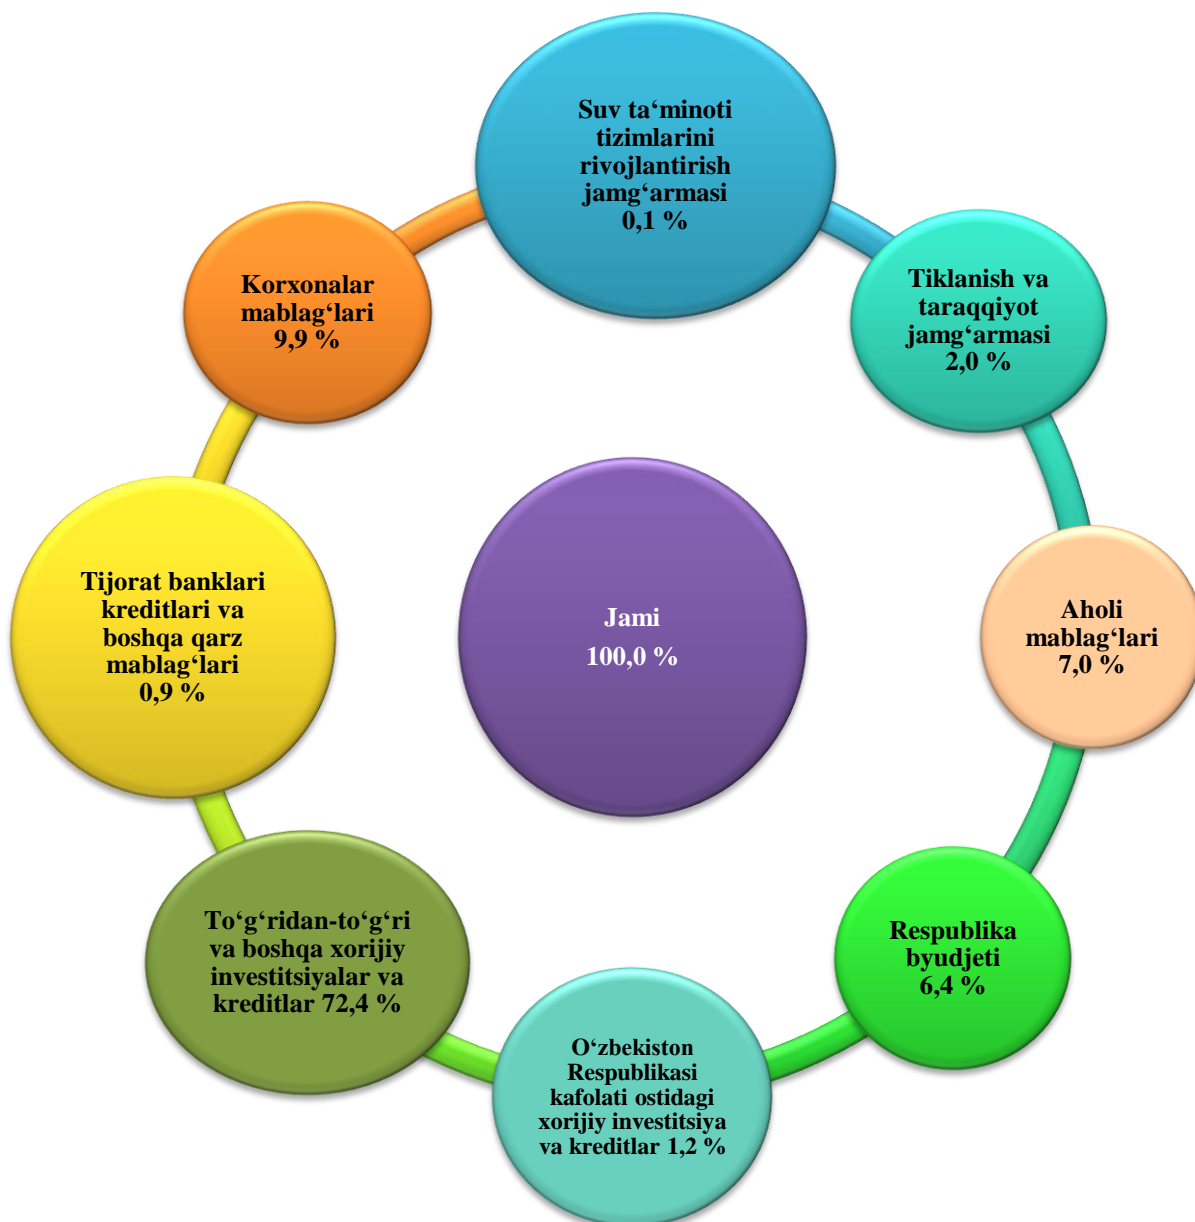 Suv ta‘minoti
tizimlarini
rivojlantirish
jamg‘armasi
0,1 %
Tiklanish va
taraqqiyot
jamg‘armasi
2,0 %
Korxonalar
mablag‘lari
9,9 %
Tijorat banklari
kreditlari va
boshqa qarz
mablag‘lari
0,9 %
Jami
100,0 %
Aholi
mablag‘lari
7,0 %
To‘g‘ridan-to‘g‘ri
va boshqa xorijiy
investitsiyalar va
kreditlar 72,4 %
Respublika
byudjeti
6,4 %
O‘zbekiston
Respublikasi
kafolati ostidagi
xorijiy investitsiya
va kreditlar 1,2 %